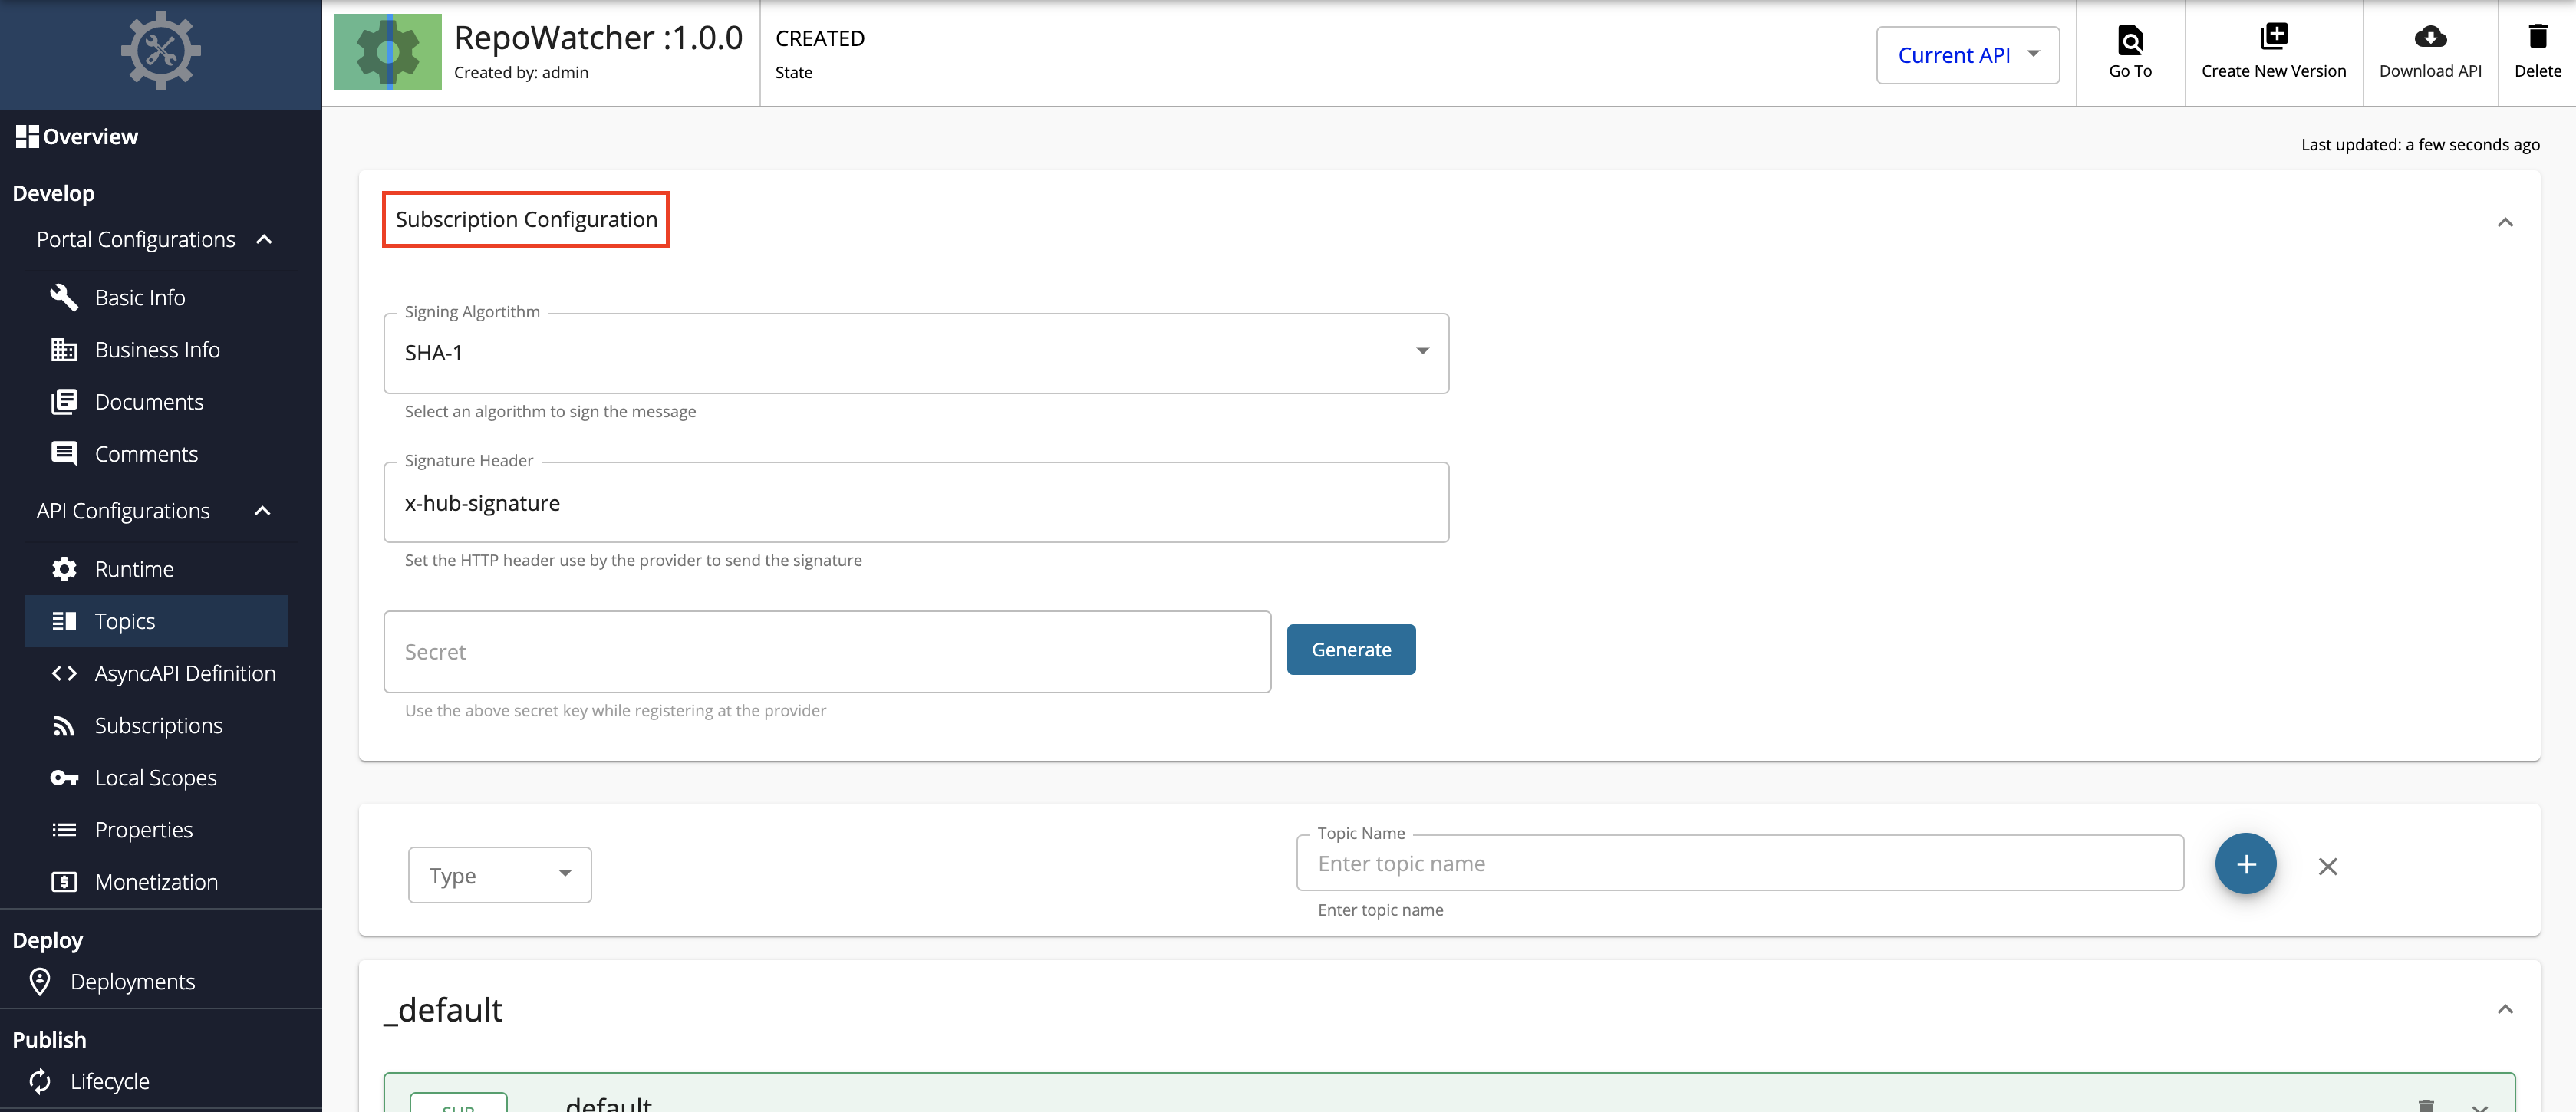 RepoWatcher :1.0.0
Created by: admin
CREATED
State
Current API
Go To
Create New Version
Download API
Delete
Overview
Develop
Portal Configurations
Basic Info
Business Info
Documents
Comments
API Configurations
Runtime
Topics
AsyncAPI Definition
Subscriptions
Local Scopes
Properties
Monetization
Deploy
Deployments
Publish
Lifecycle
Last updated: a few seconds ago
Subscription Configuration
Signing Algortithm
SHA-1
Select an algorithm to sign the message
Signature Header
x-hub-signature
Set the HTTP header use by the provider to send the signature
Secret
Generate
Use the above secret key while registering at the provider
Type
Topic Name
Enter topic name
Enter topic name
_default
SUB
_default